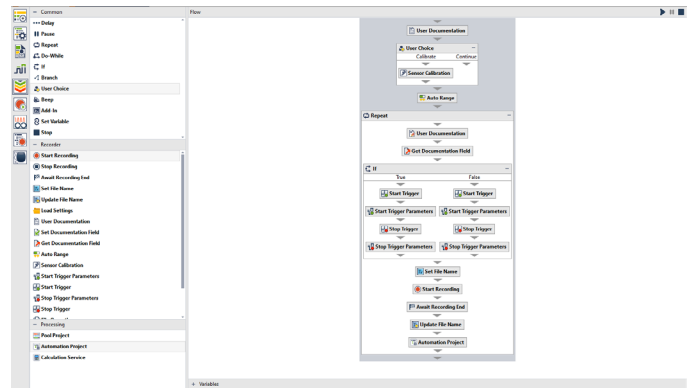 − Common
Delay
Pause
Repeat
Do-While
If
Branch
User Choice
Beep
Add-In
Set Variable
Stop
− Recorder
Start Recording
Stop Recording
Await Recording End
Set File Name
Update File Name
Load Settings
User Documentation
Set Documentation Field
Get Documentation Field
Auto Range
Sensor Calibration
Start Trigger Parameters
Start Trigger
Stop Trigger Parameters
Stop Trigger
− Processing
Pool Project
Automation Project
Calculation Service
Flow
User Documentation
User Choice −
Calibrate Continue
Sensor Calibration
Auto Range
Repeat −
User Documentation
Get Documentation Field
If −
True False
Start Trigger Start Trigger
Start Trigger Parameters Start Trigger Parameters
Stop Trigger Stop Trigger
Stop Trigger Parameters Stop Trigger Parameters
Set File Name
Start Recording
Await Recording End
Update File Name
Automation Project
+ Variables